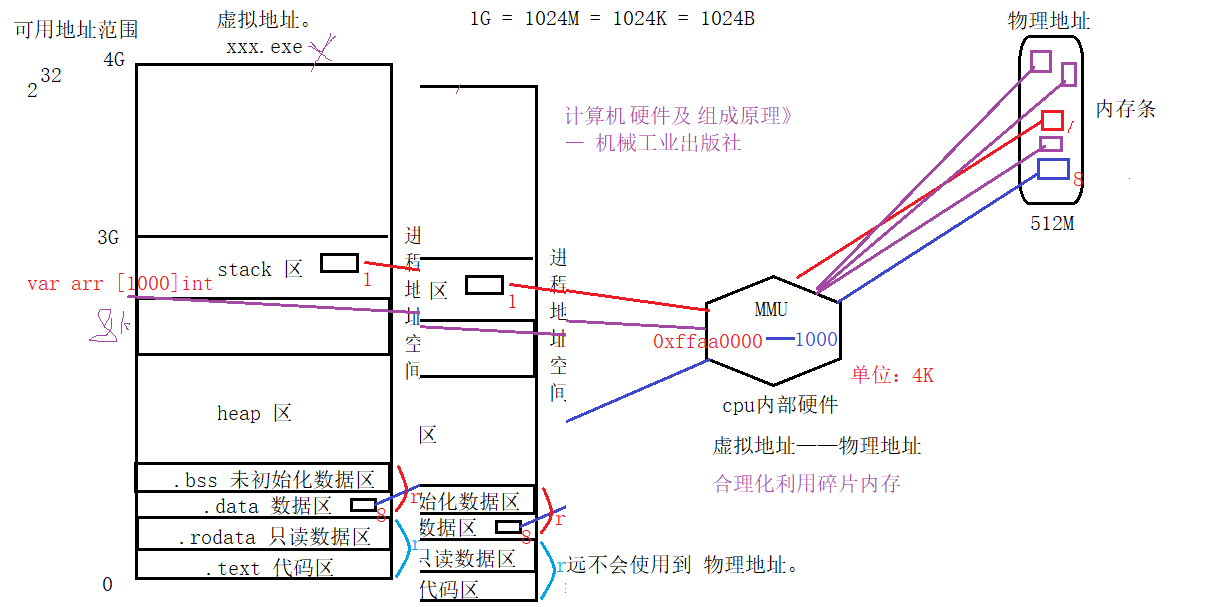 可用地址范围
虚拟地址。
xxx.exe
1G = 1024M = 1024K = 1024B
物理地址
4G
2
32
计算机 硬件及 组成原理》
— 机械工业出版社
内存条
8
512M
3G
进程地址空间
进程地址空间
stack 区
1
区
1
var arr [1000]int
MMU
0xffaa0000
1000
单位：4K
cpu内部硬件
heap 区
区
虚拟地址——物理地址
合理化利用碎片内存
.bss 未初始化数据区
.data 数据区
8
r
始化数据区
数据区
8
r
.rodata 只读数据区
r
只读数据区
r
远不会使用到 物理地址。
.text 代码区
代码区
0